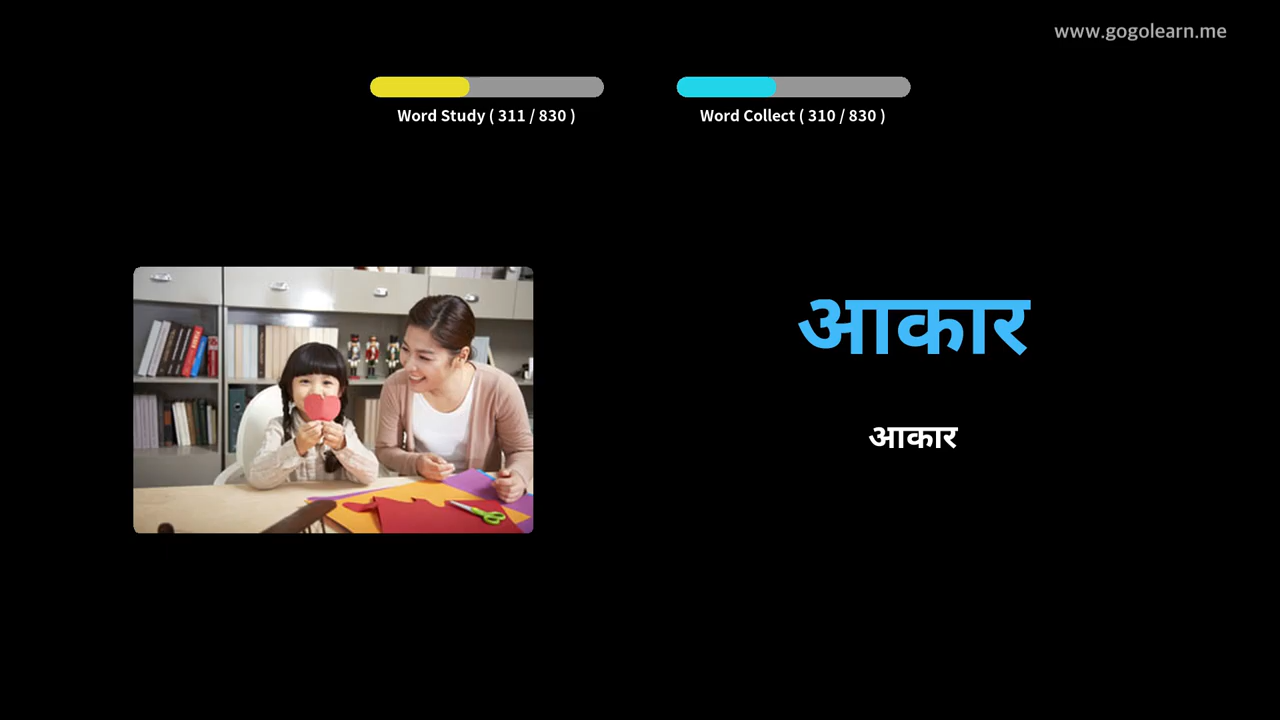 www.gogolearn.me
Word Study ( 311 / 830 )
Word Collect ( 310 / 830 )
आकार
आकार